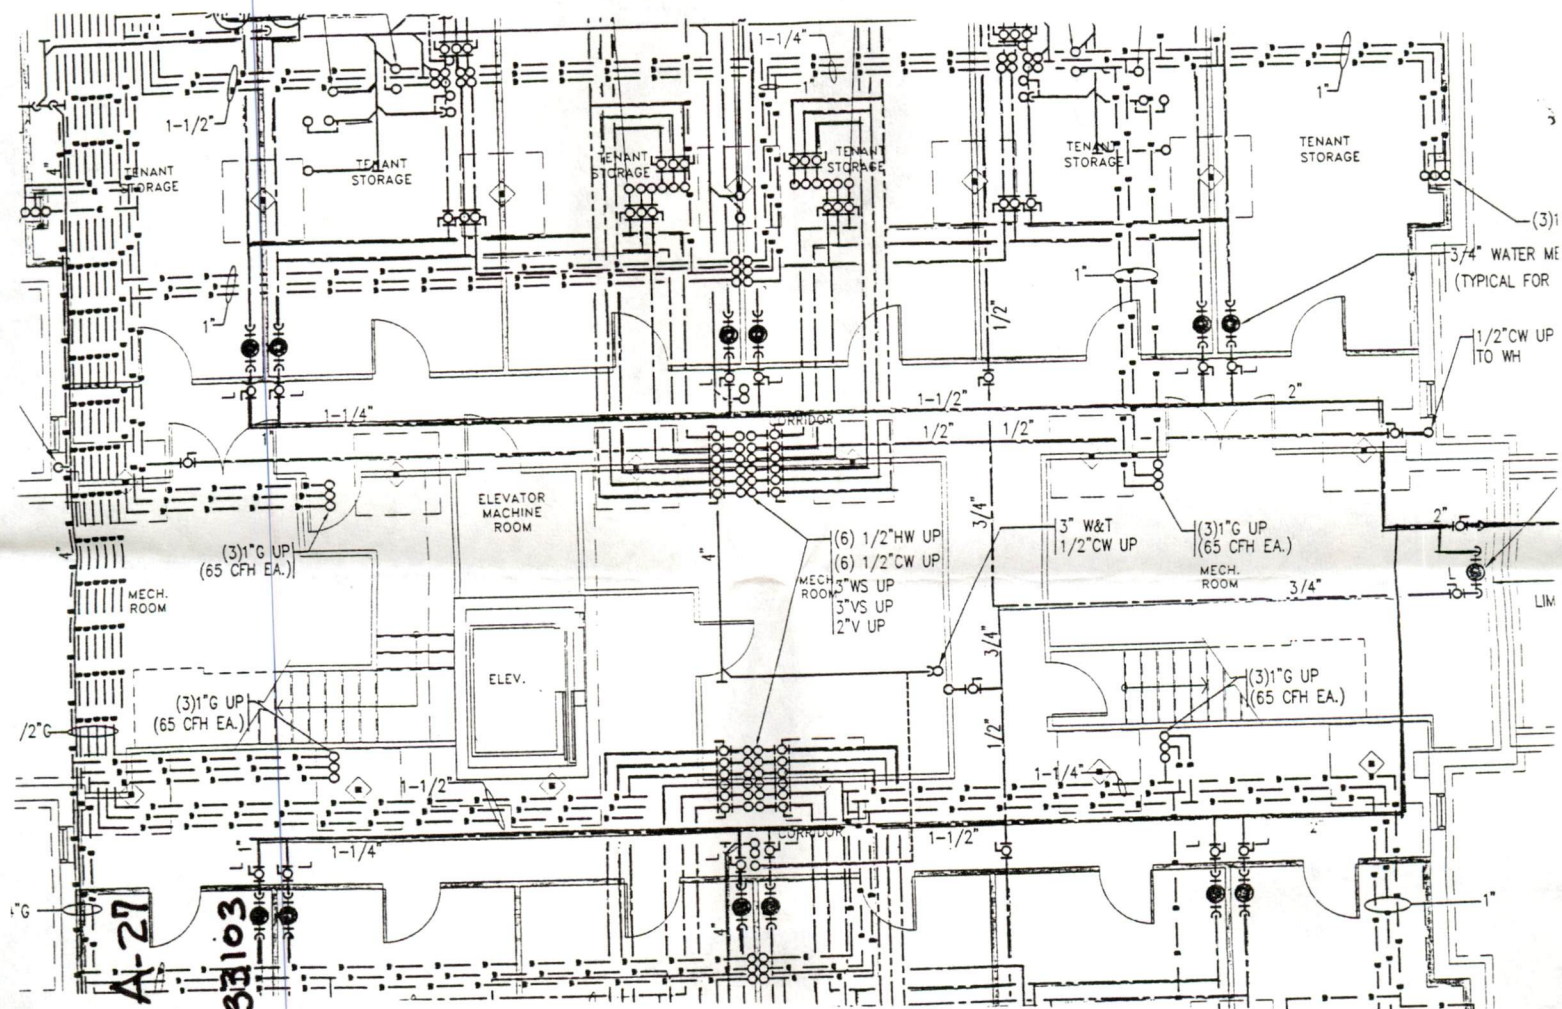 1-1/4"
1"
1"
1-1/2"
4"
TENANT
STORAGE
TENANT
STORAGE
TENANT
STORAGE
TENANT
STORAGE
TENANT
STORAGE
TENANT
STORAGE
(3)1
3/4" WATER ME
(TYPICAL FOR
1"
1"
1/2"
1/2"CW UP
TO WH
1-1/4"
1"
1-1/2"
2"
CORRIDOR
1/2"
1/2"
ELEVATOR
MACHINE
ROOM
3/4"
3" W&T
1/2"CW UP
2"
(3)1"G UP
(65 CFH EA.)
4"
4"
(6) 1/2"HW UP
(6) 1/2"CW UP
3"WS UP
3"VS UP
2"V UP
MECH.
ROOM
(3)1"G UP
(65 CFH EA.)
MECH.
ROOM
MECH.
ROOM
3/4"
LIM
3/4"
ELEV.
(3)1"G UP
(65 CFH EA.)
(3)1"G UP
(65 CFH EA.)
/2"G
1/2"
1-1/2"
1-1/4"
CORRIDOR
1-1/4"
1-1/2"
2"
"G
4"
1"
A-27
33103